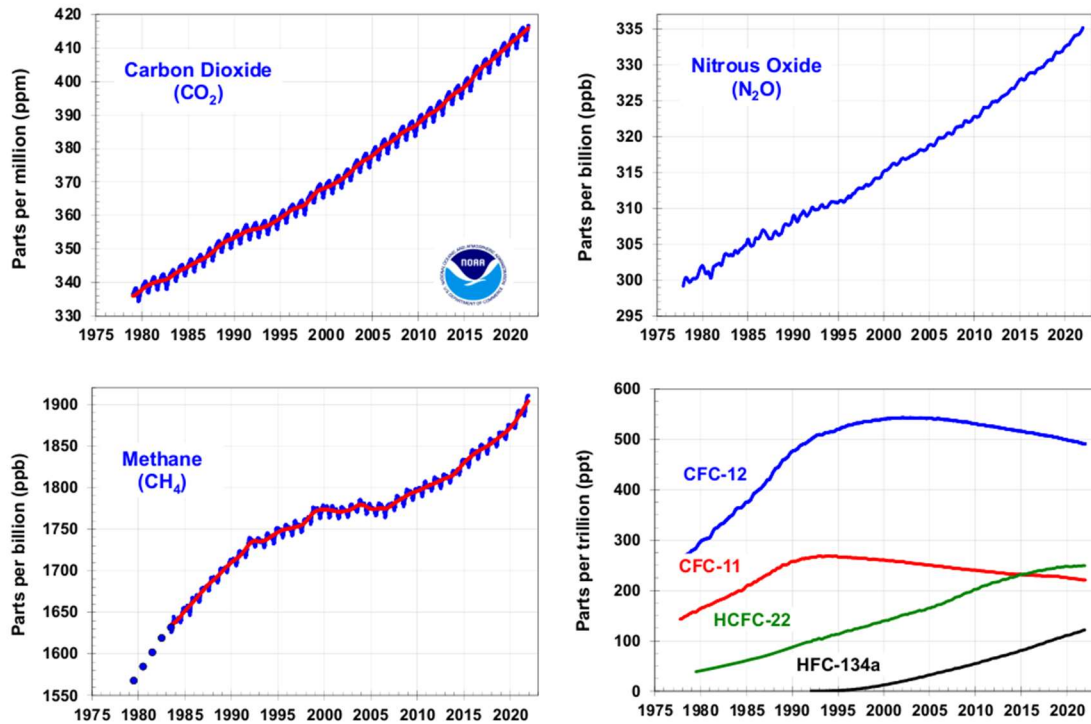 Parts per million (ppm)
420
410
400
390
380
370
360
350
340
330
Carbon Dioxide
(CO₂)
NOAA
1975 1980 1985 1990 1995 2000 2005 2010 2015 2020
Parts per billion (ppb)
335
330
325
320
315
310
305
300
295
Nitrous Oxide
(N₂O)
1975 1980 1985 1990 1995 2000 2005 2010 2015 2020
Parts per billion (ppb)
1900
1850
1800
1750
1700
1650
1600
1550
Methane
(CH₄)
1975 1980 1985 1990 1995 2000 2005 2010 2015 2020
Parts per trillion (ppt)
600
500
400
300
200
100
0
CFC-12
CFC-11
HCFC-22
HFC-134a
1975 1980 1985 1990 1995 2000 2005 2010 2015 2020